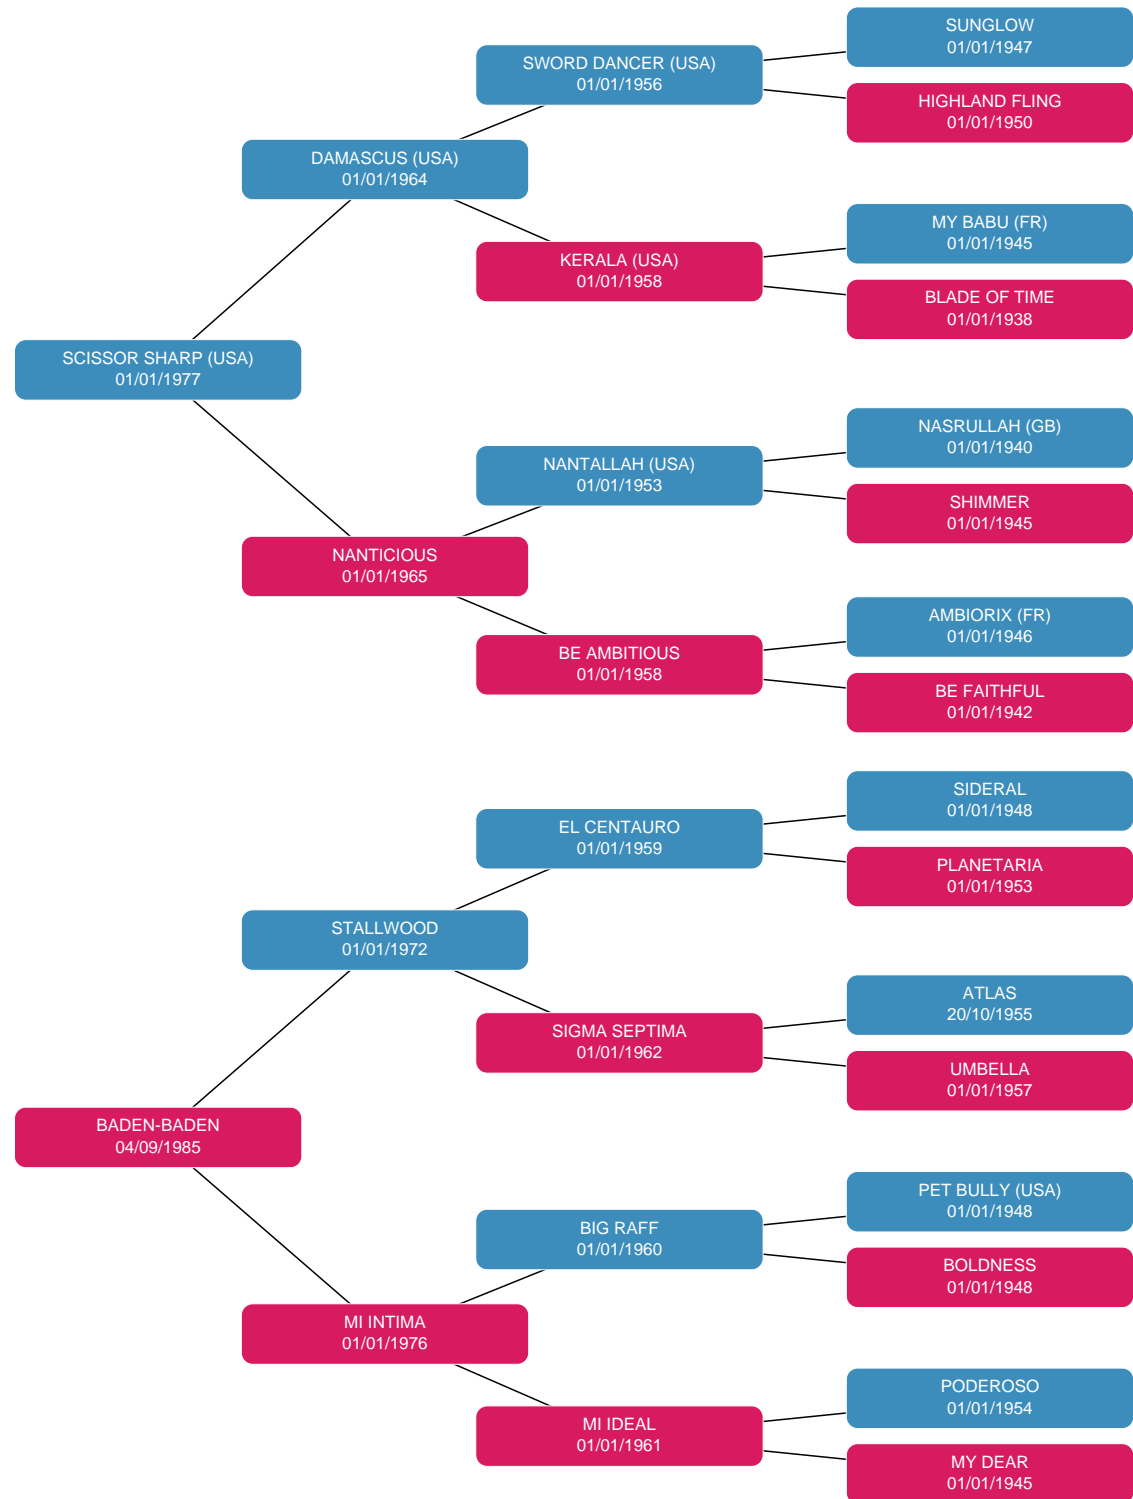 SUNGLOW
01/01/1947
SWORD DANCER (USA)
01/01/1956
HIGHLAND FLING
01/01/1950
DAMASCUS (USA)
01/01/1964
MY BABU (FR)
01/01/1945
KERALA (USA)
01/01/1958
BLADE OF TIME
01/01/1938
SCISSOR SHARP (USA)
01/01/1977
NASRULLAH (GB)
01/01/1940
NANTALLAH (USA)
01/01/1953
SHIMMER
01/01/1945
NANTICIOUS
01/01/1965
AMBIORIX (FR)
01/01/1946
BE AMBITIOUS
01/01/1958
BE FAITHFUL
01/01/1942
SIDERAL
01/01/1948
EL CENTAURO
01/01/1959
PLANETARIA
01/01/1953
STALLWOOD
01/01/1972
ATLAS
20/10/1955
SIGMA SEPTIMA
01/01/1962
UMBELLA
01/01/1957
BADEN-BADEN
04/09/1985
PET BULLY (USA)
01/01/1948
BIG RAFF
01/01/1960
BOLDNESS
01/01/1948
MI INTIMA
01/01/1976
PODEROSO
01/01/1954
MI IDEAL
01/01/1961
MY DEAR
01/01/1945